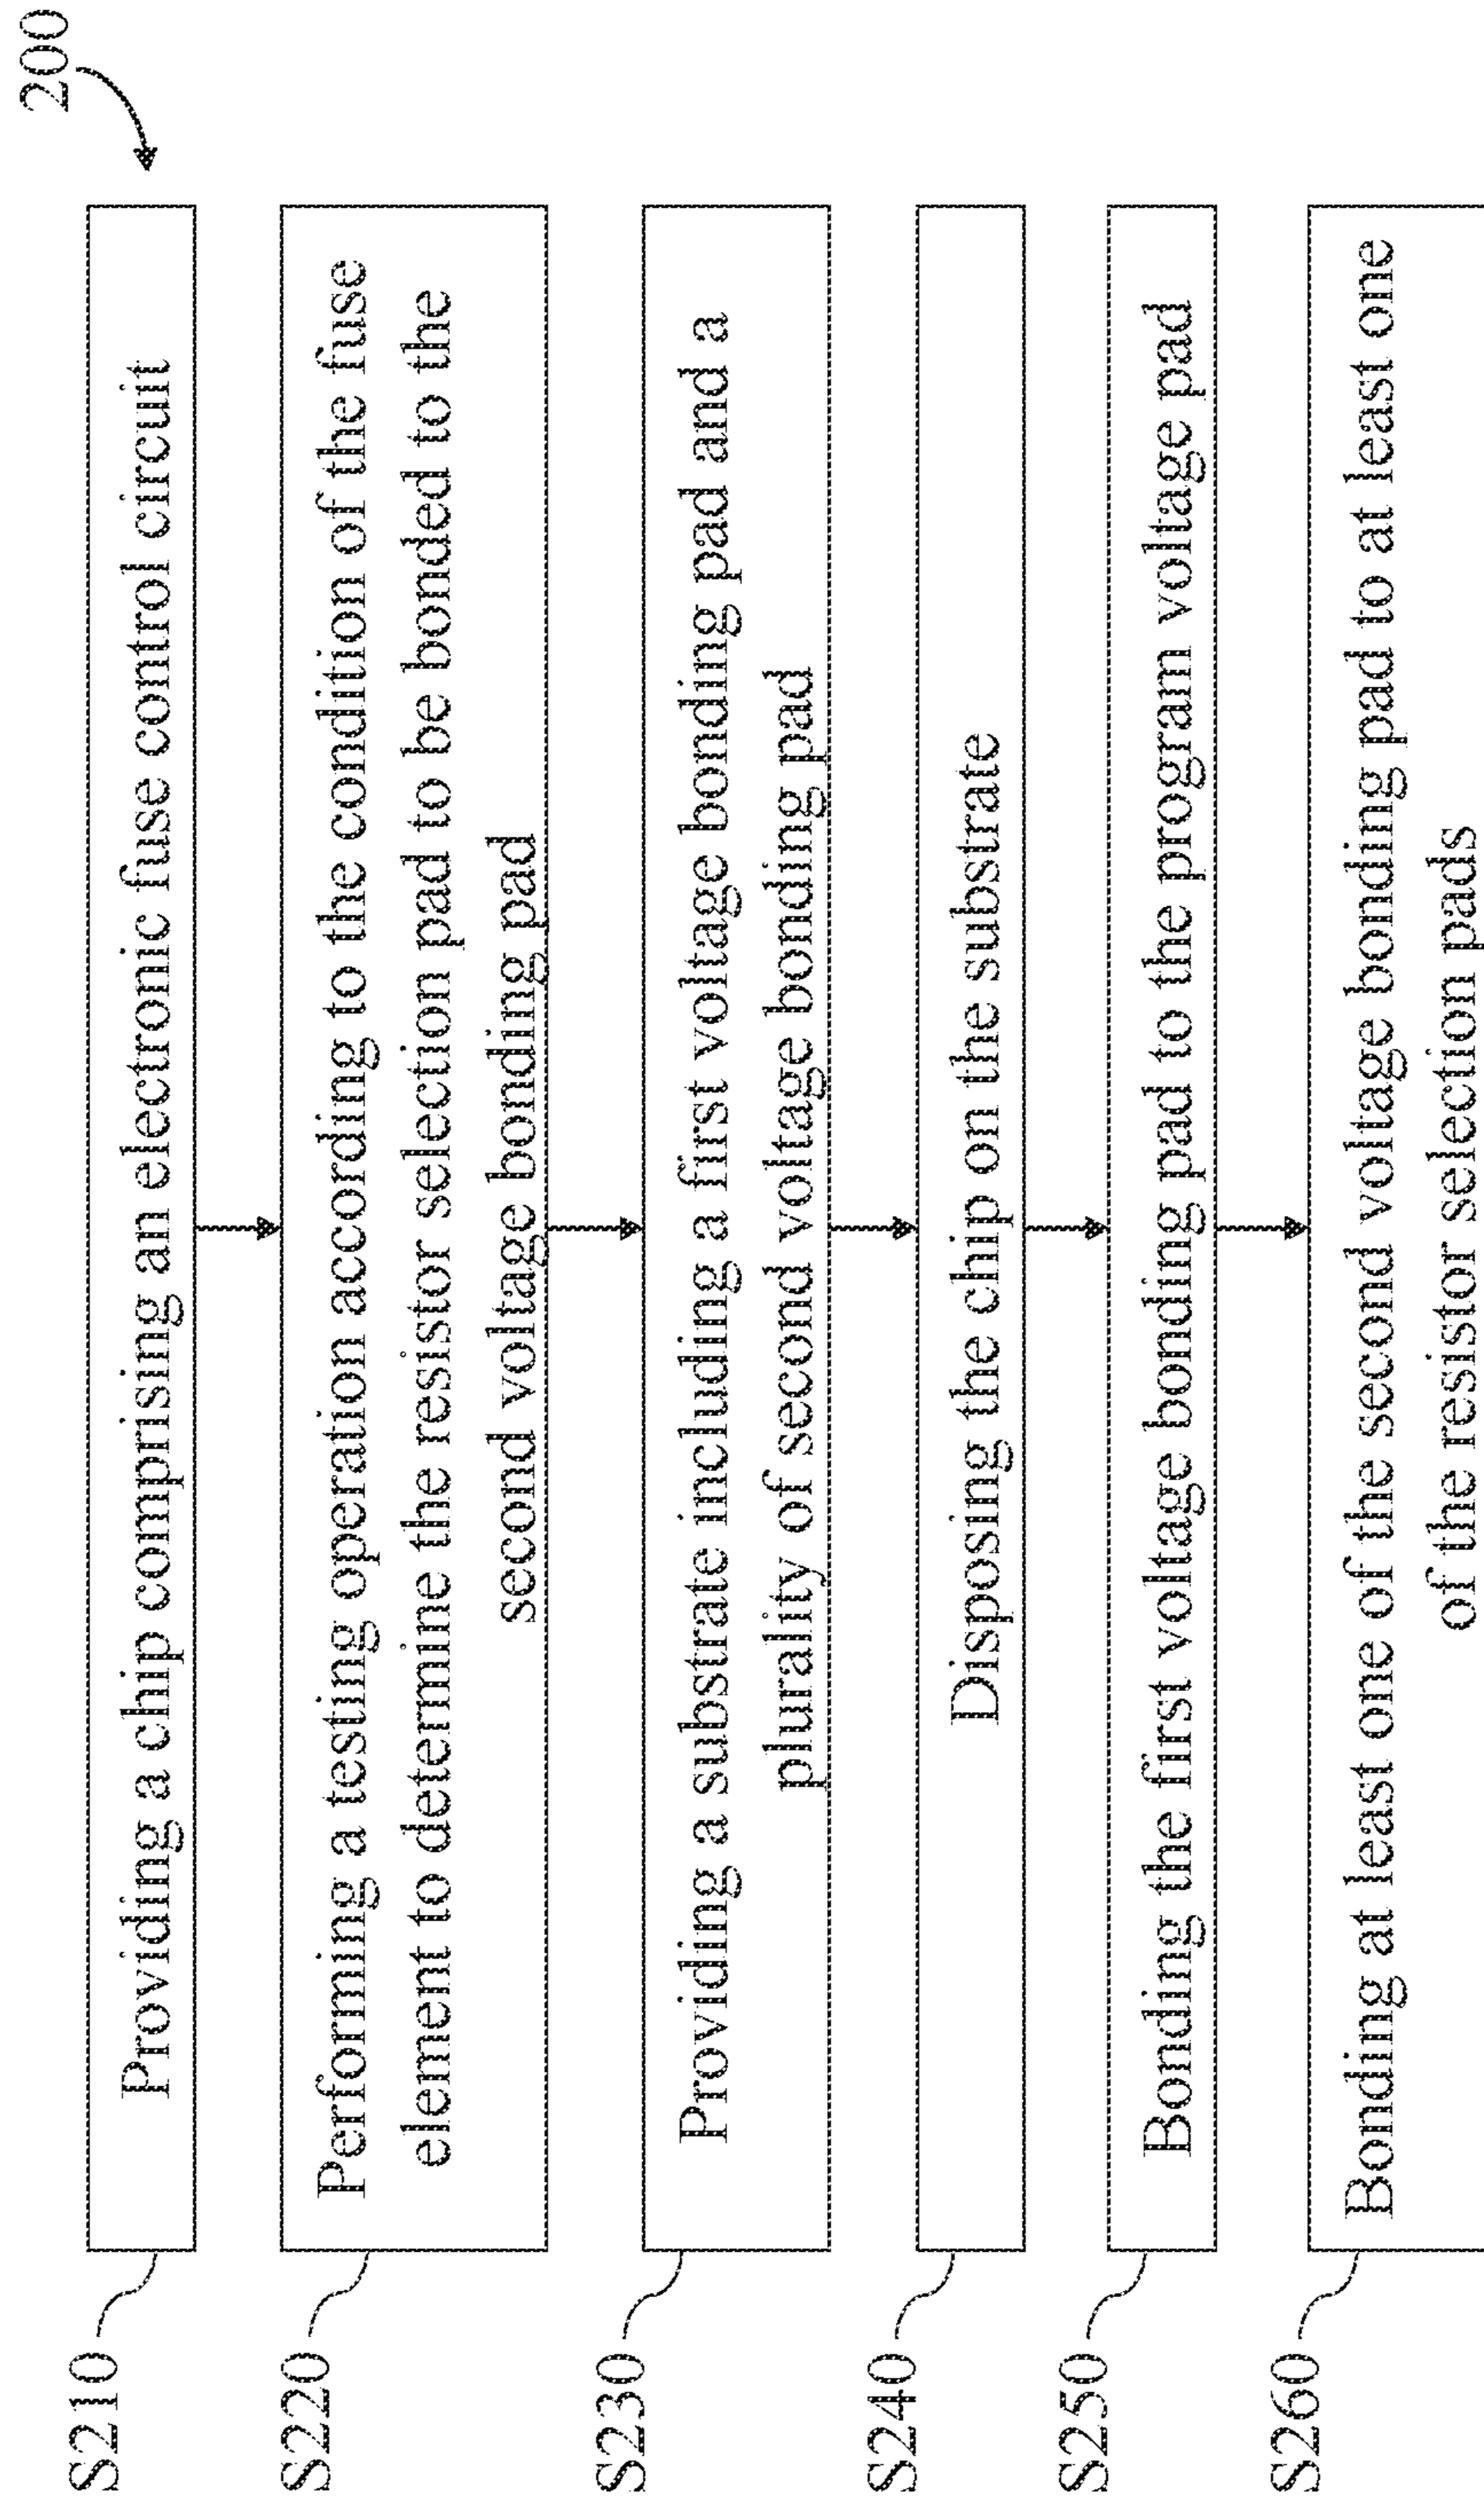 200
S210
Providing a chip comprising an electronic fuse control circuit
S220
Performing a testing operation according to the condition of the fuse
element to determine the resistor selection pad to be bonded to the
second voltage bonding pad
S230
Providing a substrate including a first voltage bonding pad and a
plurality of second voltage bonding pad
S240
Disposing the chip on the substrate
S250
Bonding the first voltage bonding pad to the program voltage pad
S260
Bonding at least one of the second voltage bonding pad to at least one
of the resistor selection pads